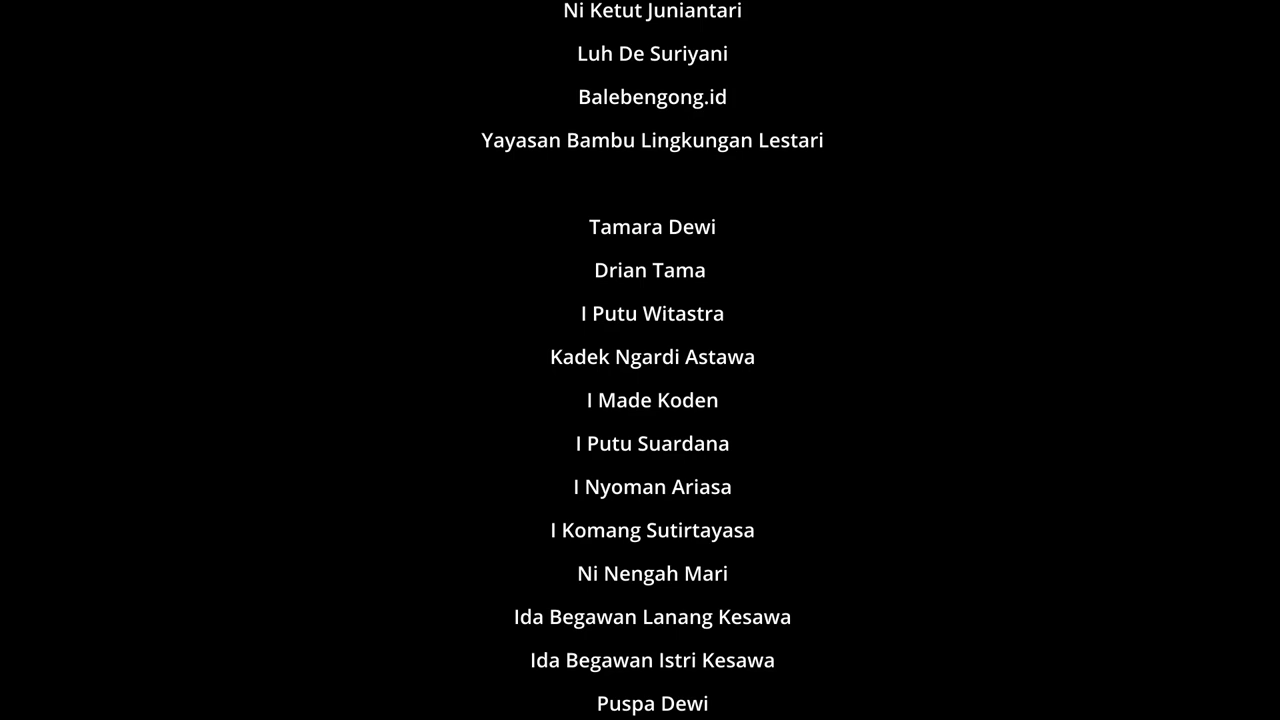 Ni Ketut Juniantari
Luh De Suriyani
Balebengong.id
Yayasan Bambu Lingkungan Lestari
Tamara Dewi
Drian Tama
I Putu Witastra
Kadek Ngardi Astawa
I Made Koden
I Putu Suardana
I Nyoman Ariasa
I Komang Sutirtayasa
Ni Nengah Mari
Ida Begawan Lanang Kesawa
Ida Begawan Istri Kesawa
Puspa Dewi